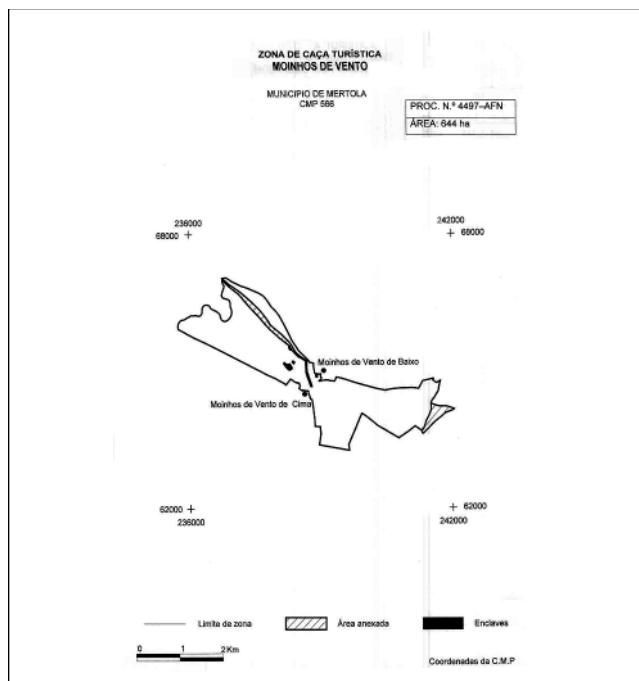 ZONA DE CAÇA TURÍSTICA
MOINHOS DE VENTO
MUNICIPIO DE MERTOLA
CMP 566
PROC. N.º 4497–AFN
ÁREA: 644 ha
236000
68000
242000
68000
Moinhos de Vento de Baixo
Moinhos de Vento de Cima
62000
236000
62000
242000
Limite de zona
Área anexada
Enclaves
0 1 2 Km
Coordenadas da C.M.P